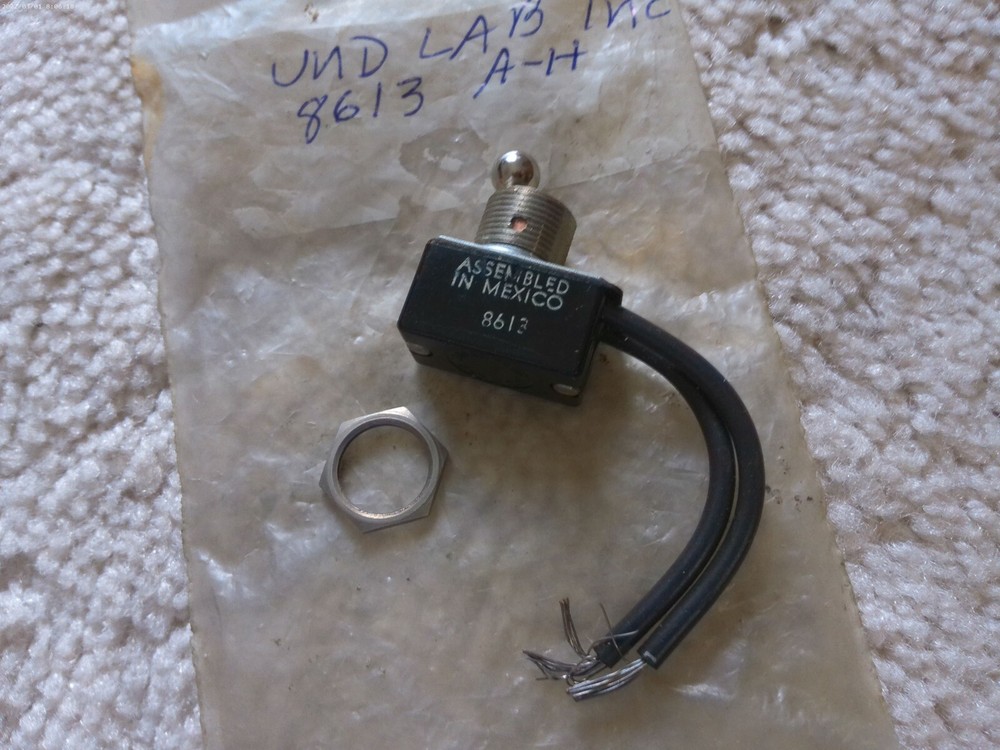 UND LAB INC
8613 A-H
ASSEMBLED
IN MEXICO
8613